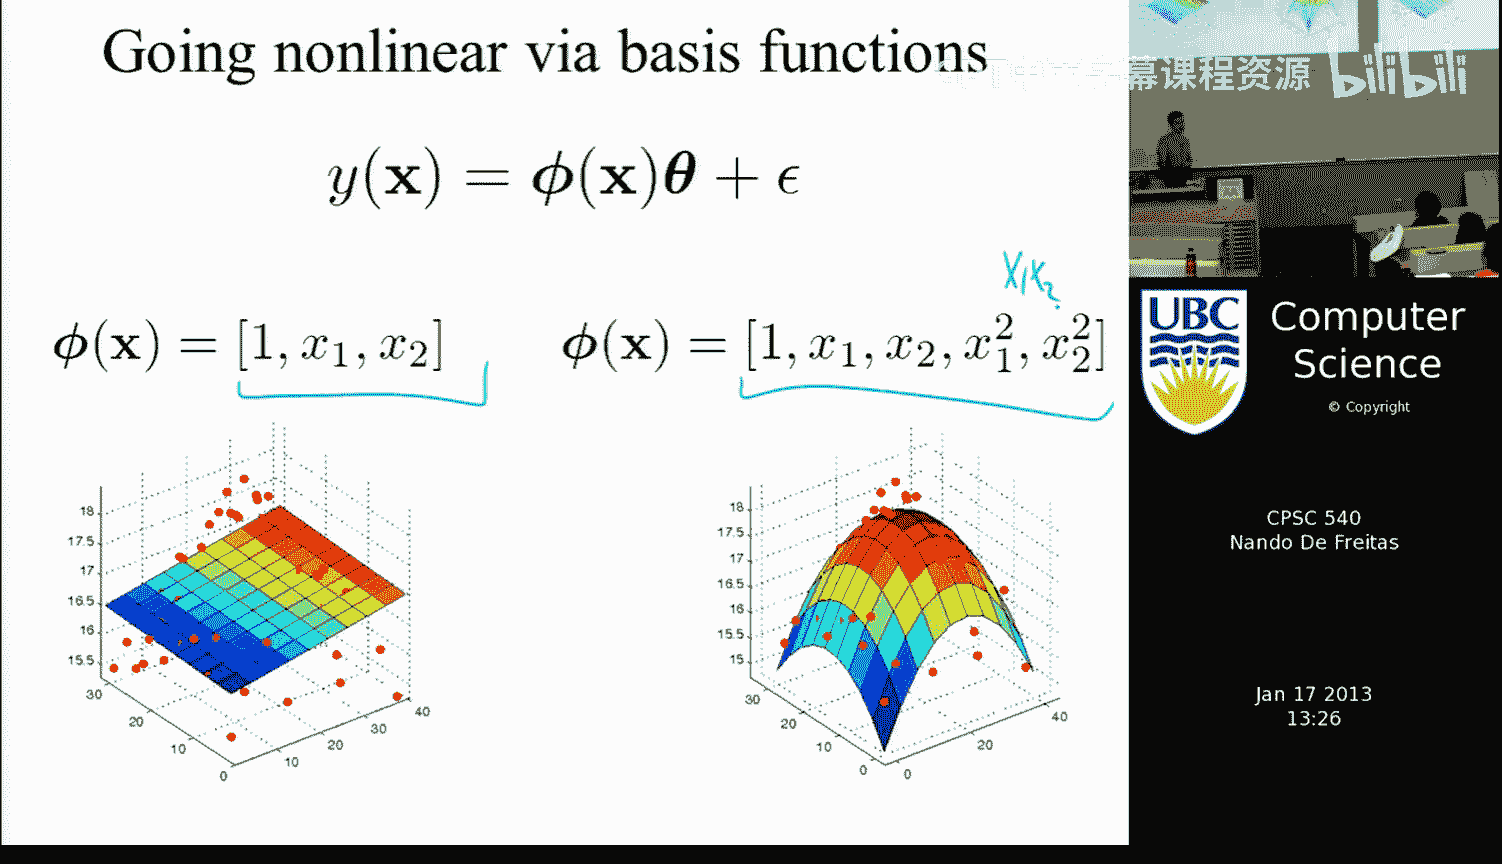 Going nonlinear via basis functions
幕课程资源 bilibili
y(x) = ϕ(x)θ + ϵ
x₁x₂
ϕ(x) = [1, x₁, x₂]
ϕ(x) = [1, x₁, x₂, x₁², x₂²]
18
17.5
17
16.5
16
15.5
30
20
10
0
10
20
30
40
18
17.5
17
16.5
16
15.5
15
30
20
10
0
0
20
40
UBC
Computer
Science
© Copyright
CPSC 540
Nando De Freitas
Jan 17 2013
13:26